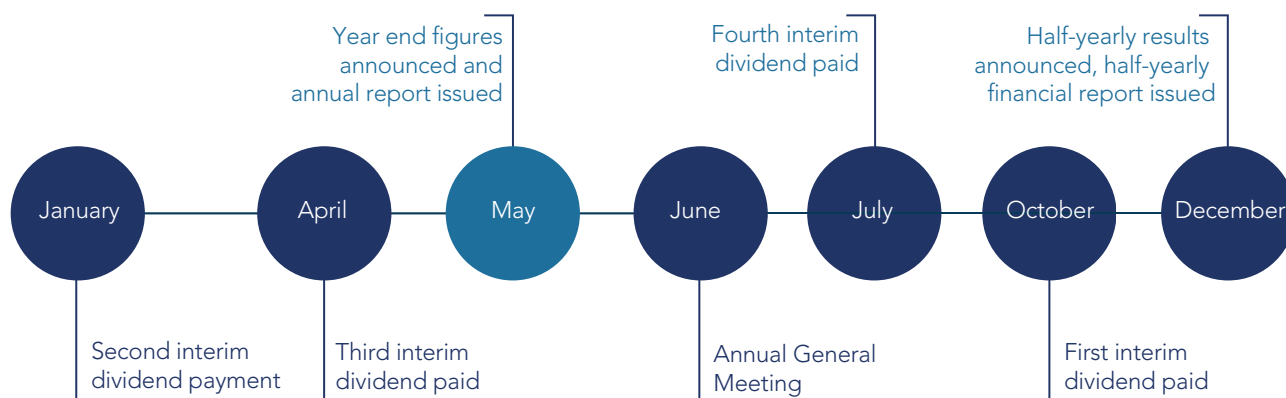 Year end figures
announced and
annual report issued
Fourth interim
dividend paid
Half-yearly results
announced, half-yearly
financial report issued
January
April
May
June
July
October
December
Second interim
dividend payment
Third interim
dividend paid
Annual General
Meeting
First interim
dividend paid